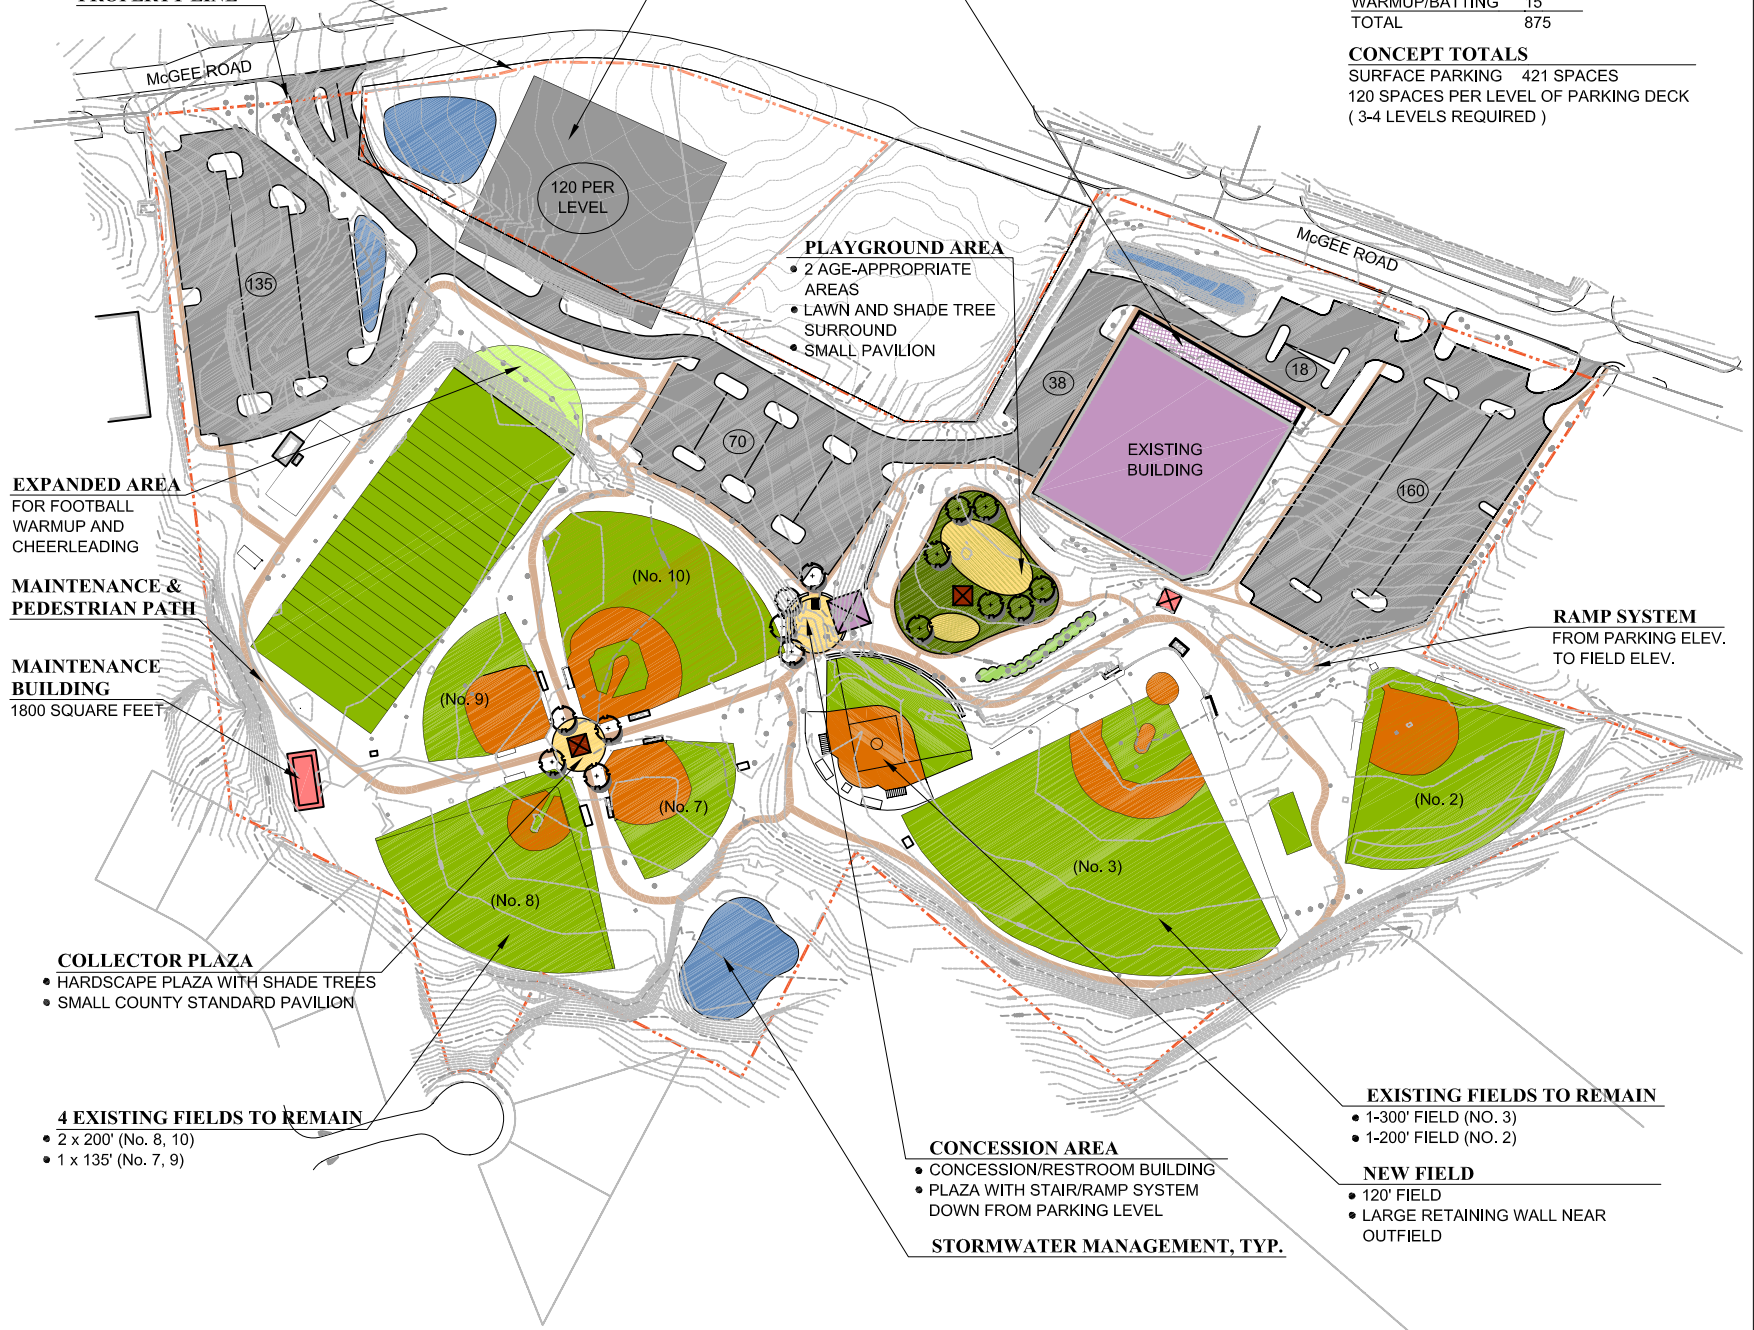 PROPERTY LINE
WARMUP/BATTING 15
TOTAL 875
CONCEPT TOTALS
SURFACE PARKING 421 SPACES
120 SPACES PER LEVEL OF PARKING DECK
( 3-4 LEVELS REQUIRED )
McGEE ROAD
120 PER
LEVEL
135
PLAYGROUND AREA
2 AGE-APPROPRIATE
AREAS
LAWN AND SHADE TREE
SURROUND
SMALL PAVILION
McGEE ROAD
38
18
70
EXISTING
BUILDING
160
EXPANDED AREA
FOR FOOTBALL
WARMUP AND
CHEERLEADING
MAINTENANCE &
PEDESTRIAN PATH
MAINTENANCE
BUILDING
1800 SQUARE FEET
(No. 10)
(No. 9)
(No. 7)
(No. 8)
(No. 3)
(No. 2)
RAMP SYSTEM
FROM PARKING ELEV.
TO FIELD ELEV.
COLLECTOR PLAZA
HARDSCAPE PLAZA WITH SHADE TREES
SMALL COUNTY STANDARD PAVILION
4 EXISTING FIELDS TO REMAIN
2 x 200' (No. 8, 10)
1 x 135' (No. 7, 9)
CONCESSION AREA
CONCESSION/RESTROOM BUILDING
PLAZA WITH STAIR/RAMP SYSTEM
DOWN FROM PARKING LEVEL
STORMWATER MANAGEMENT, TYP.
EXISTING FIELDS TO REMAIN
1-300' FIELD (NO. 3)
1-200' FIELD (NO. 2)
NEW FIELD
120' FIELD
LARGE RETAINING WALL NEAR
OUTFIELD